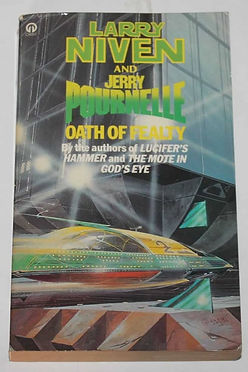 LARRY
NIVEN
AND
JERRY
POURNELLE
OATH OF FEALTY
By the authors of LUCIFER'S
HAMMER and THE MOTE IN
GOD'S EYE
2